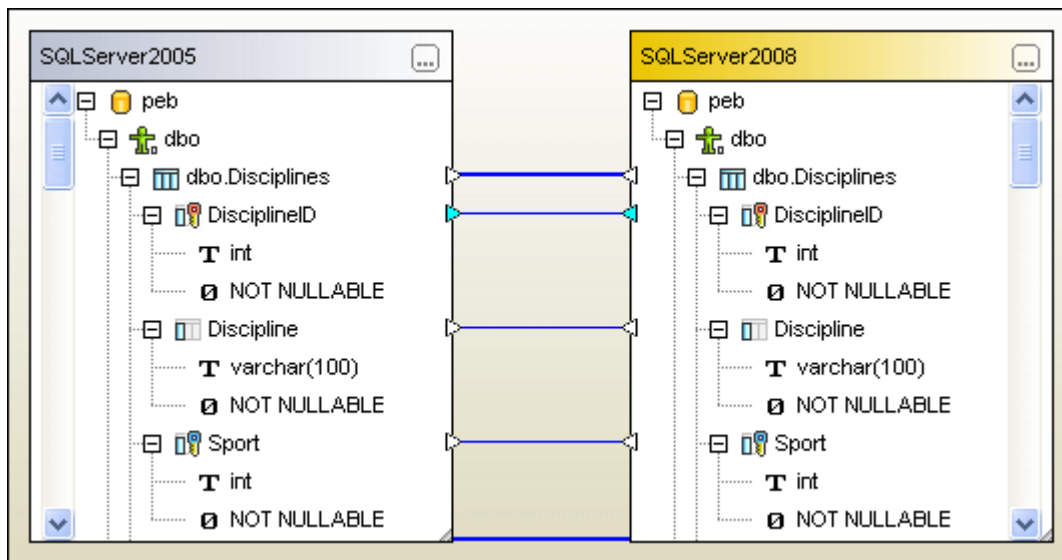 SQLServer2005
peb
dbo
dbo.Disciplines
DisciplineID
int
NOT NULLABLE
Discipline
varchar(100)
NOT NULLABLE
Sport
int
NOT NULLABLE
SQLServer2008
peb
dbo
dbo.Disciplines
DisciplineID
int
NOT NULLABLE
Discipline
varchar(100)
NOT NULLABLE
Sport
int
NOT NULLABLE